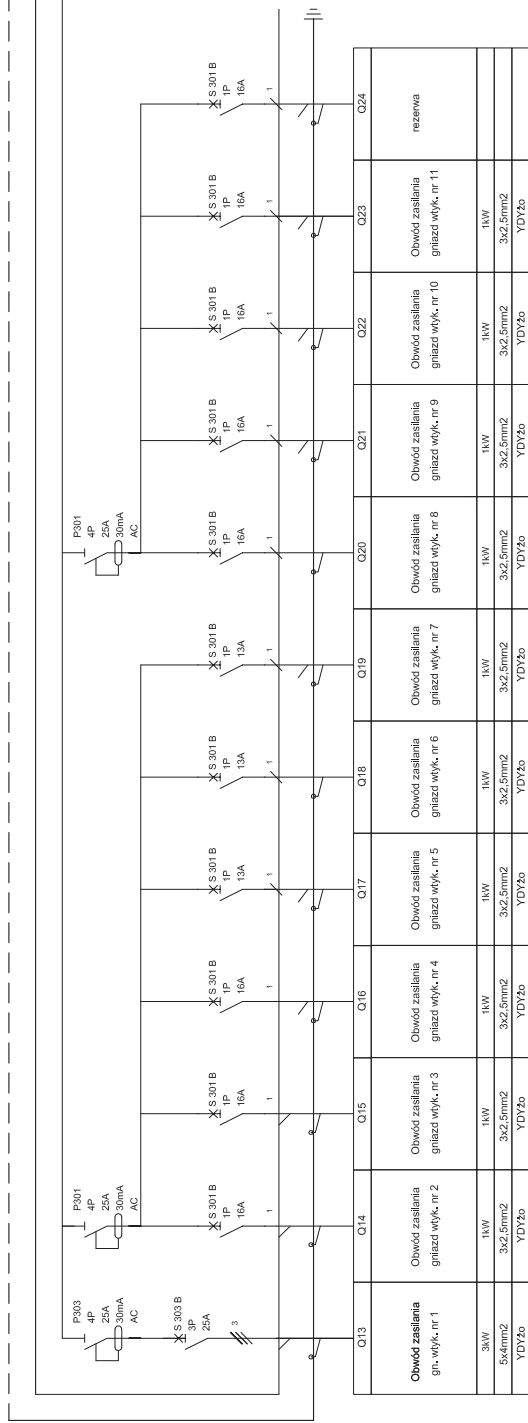 P303
4P
25A
30mA
AC
P301
4P
25A
30mA
AC
P301
4P
25A
30mA
AC
S 303 B
3P
25A
3
S 301 B
1P
16A
1
S 301 B
1P
16A
1
S 301 B
1P
16A
1
S 301 B
1P
13A
1
S 301 B
1P
13A
1
S 301 B
1P
13A
1
S 301 B
1P
16A
1
S 301 B
1P
16A
1
S 301 B
1P
16A
1
S 301 B
1P
16A
1
S 301 B
1P
16A
1
Q13
Obwód zasilania
gn. wtyk. nr 1
3kW
5x4mm2
YDYżo
Q14
Obwód zasilania
gniazd wtyk. nr 2
1kW
3x2,5mm2
YDYżo
Q15
Obwód zasilania
gniazd wtyk. nr 3
1kW
3x2,5mm2
YDYżo
Q16
Obwód zasilania
gniazd wtyk. nr 4
1kW
3x2,5mm2
YDYżo
Q17
Obwód zasilania
gniazd wtyk. nr 5
1kW
3x2,5mm2
YDYżo
Q18
Obwód zasilania
gniazd wtyk. nr 6
1kW
3x2,5mm2
YDYżo
Q19
Obwód zasilania
gniazd wtyk. nr 7
1kW
3x2,5mm2
YDYżo
Q20
Obwód zasilania
gniazd wtyk. nr 8
1kW
3x2,5mm2
YDYżo
Q21
Obwód zasilania
gniazd wtyk. nr 9
1kW
3x2,5mm2
YDYżo
Q22
Obwód zasilania
gniazd wtyk. nr 10
1kW
3x2,5mm2
YDYżo
Q23
Obwód zasilania
gniazd wtyk. nr 11
1kW
3x2,5mm2
YDYżo
Q24
rezerwa